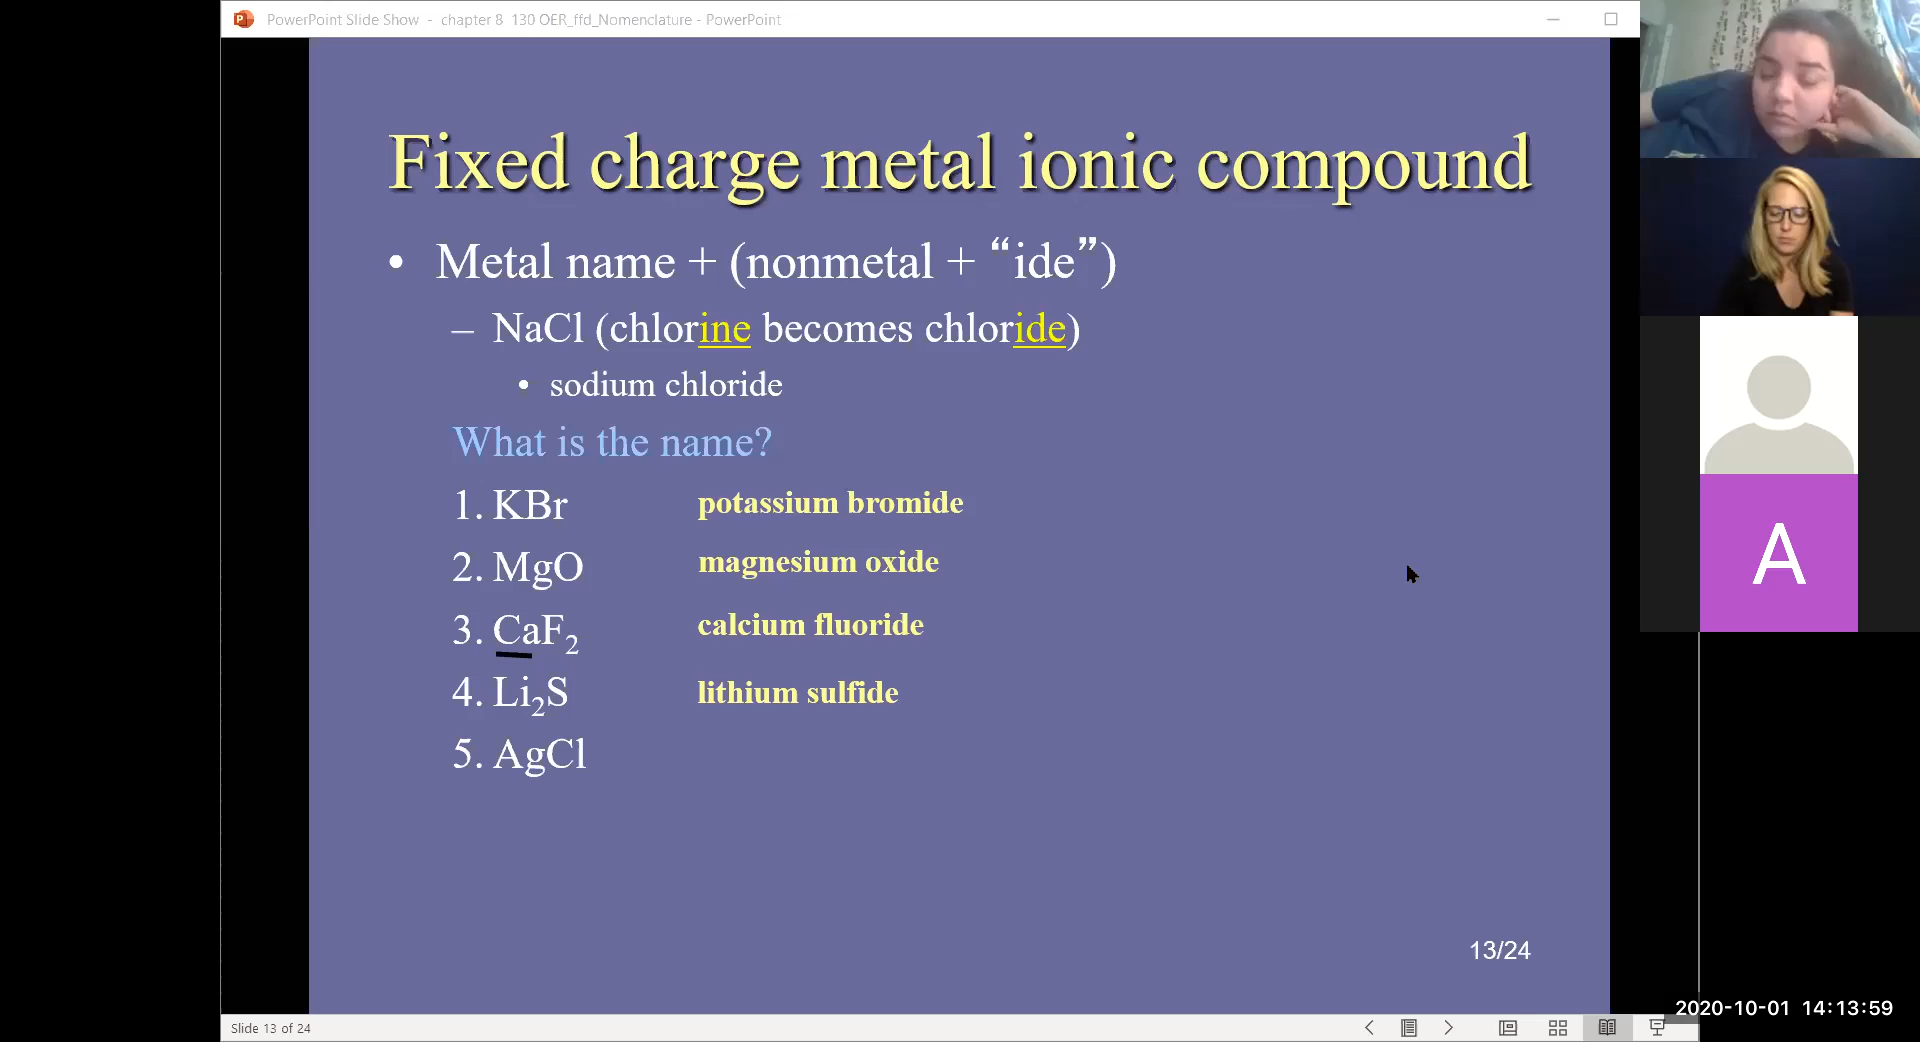 PowerPoint Slide Show - chapter 8 130 OER_ffd_Nomenclature - PowerPoint
Fixed charge metal ionic compound
• Metal name + (nonmetal + “ide”)
– NaCl (chlorine becomes chloride)
• sodium chloride
What is the name?
1. KBr potassium bromide
2. MgO magnesium oxide
3. CaF2 calcium fluoride
4. Li2S lithium sulfide
5. AgCl
A
13/24
2020-10-01 14:13:59
Slide 13 of 24